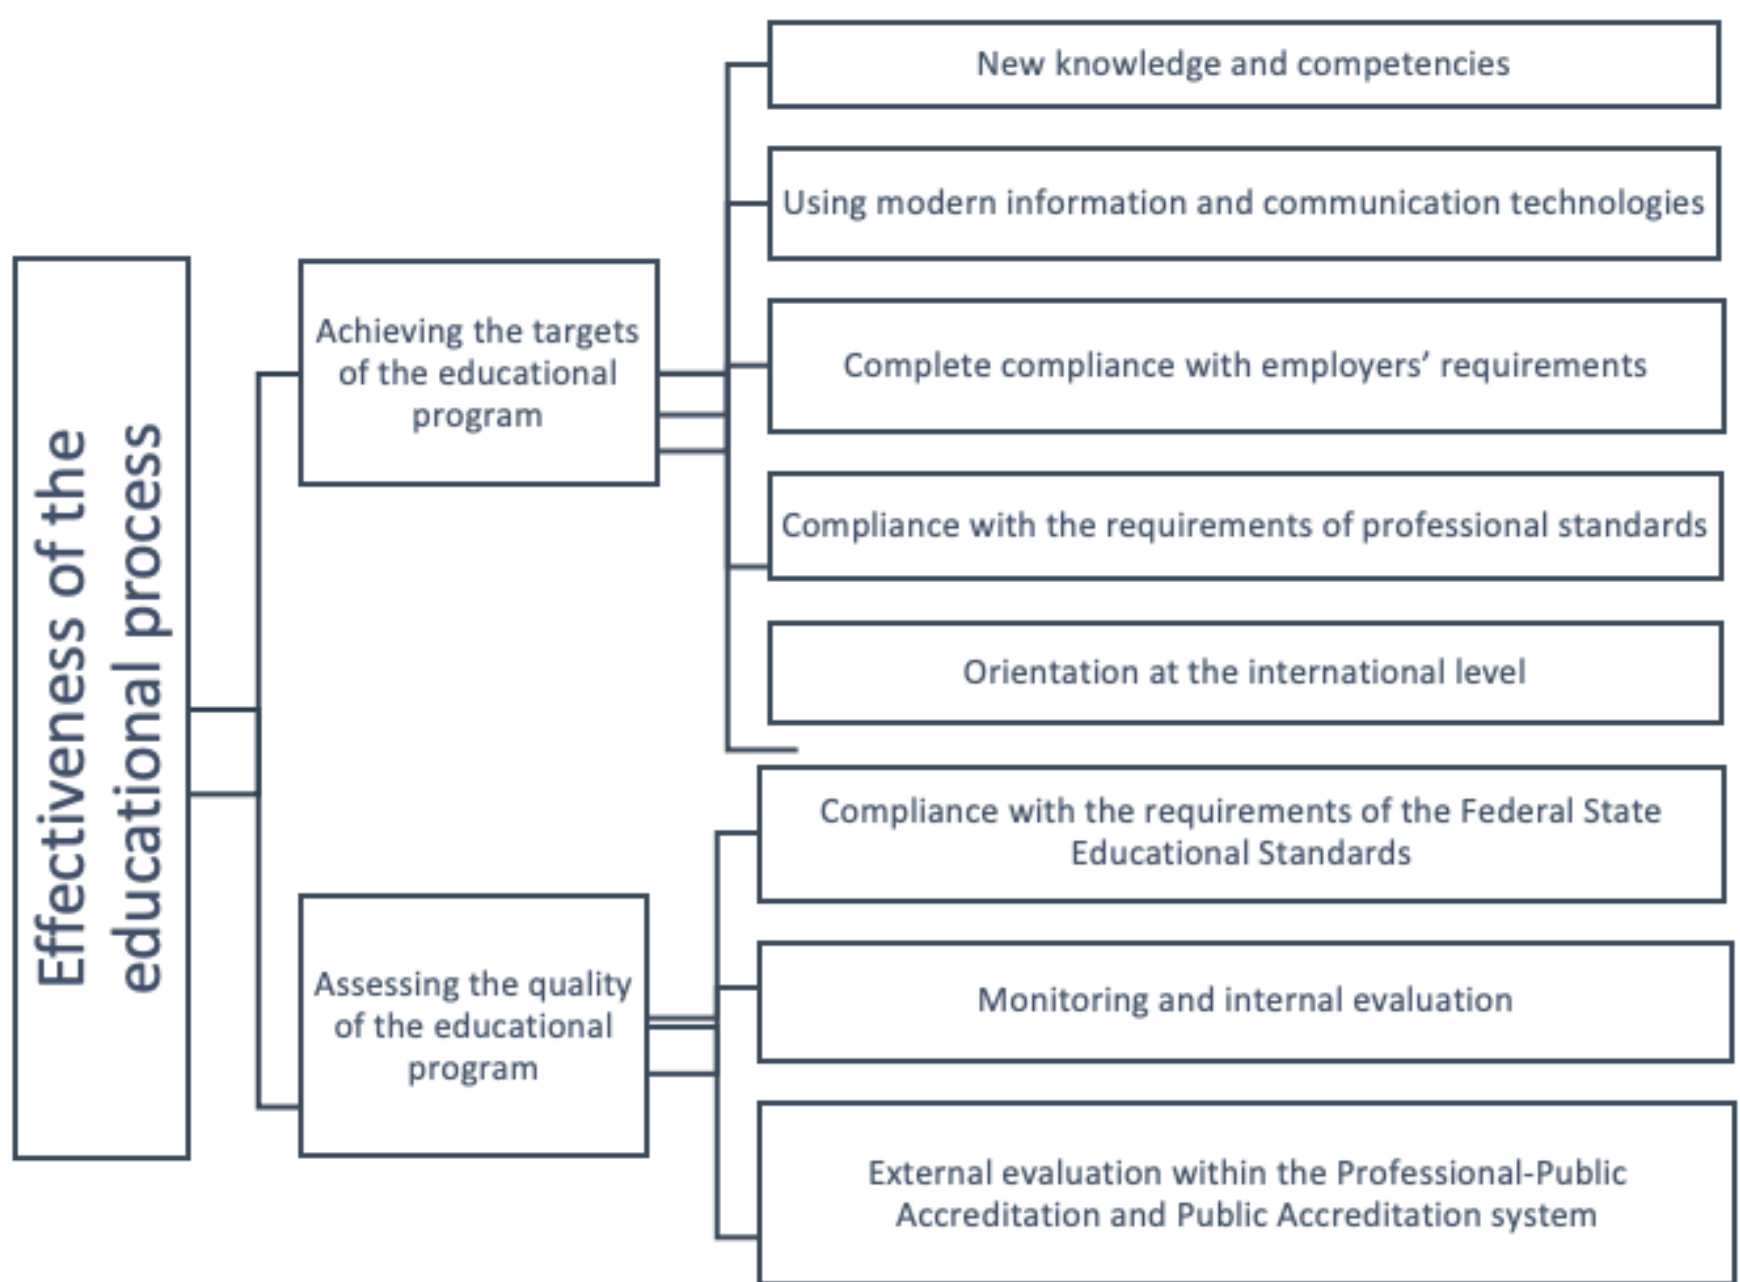 Effectiveness of the
educational process
Achieving the targets
of the educational
program
New knowledge and competencies
Using modern information and communication technologies
Complete compliance with employers’ requirements
Compliance with the requirements of professional standards
Orientation at the international level
Assessing the quality
of the educational
program
Compliance with the requirements of the Federal State
Educational Standards
Monitoring and internal evaluation
External evaluation within the Professional-Public
Accreditation and Public Accreditation system